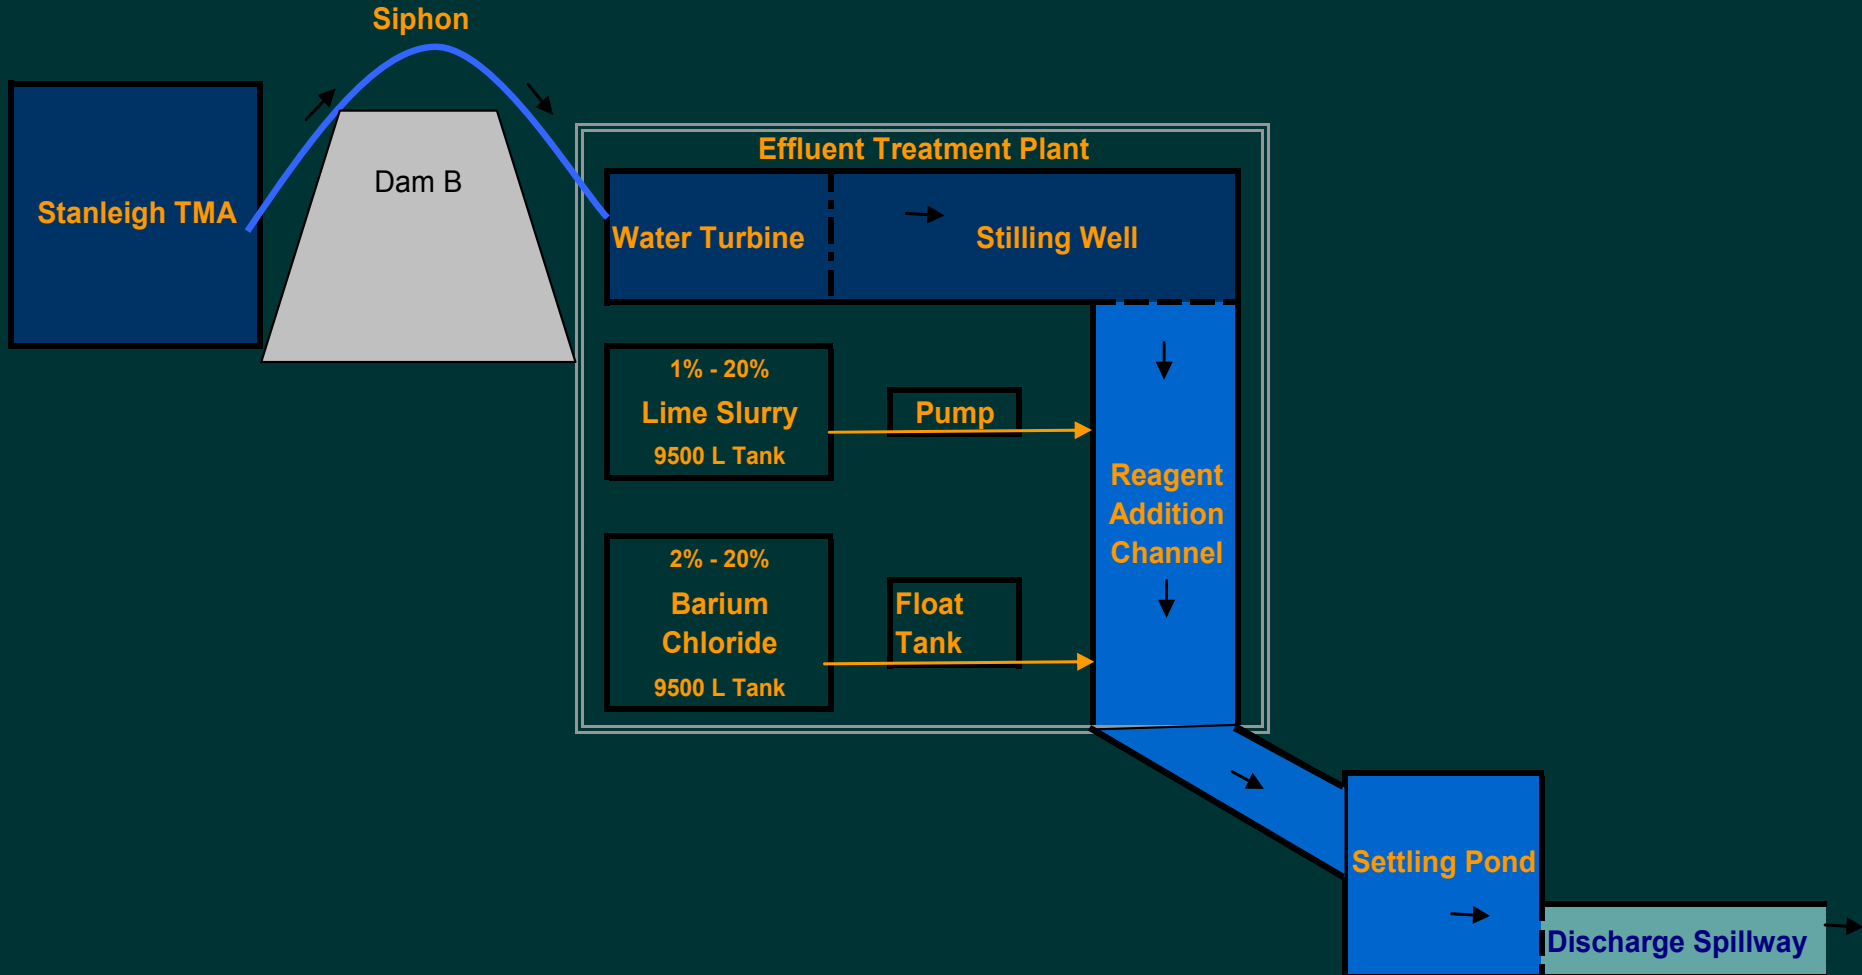 Siphon
Stanleigh TMA
Dam B
Effluent Treatment Plant
Water Turbine
Stilling Well
1% - 20%
Lime Slurry
9500 L Tank
Pump
Reagent
Addition
Channel
2% - 20%
Barium
Chloride
9500 L Tank
Float
Tank
Settling Pond
Discharge Spillway